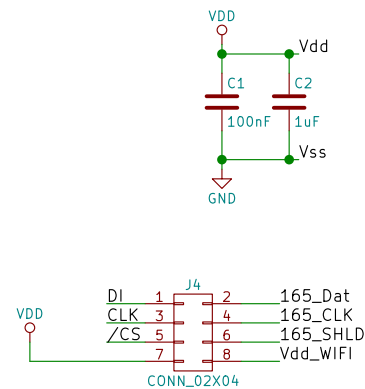 VDD
Vdd
C1 C2
100nF 1uF
Vss
GND
J4
DI 1 2 165_Dat
VDD CLK 3 4 165_CLK
/CS 5 6 165_SHLD
7 8 Vdd_WIFI
CONN_02X04